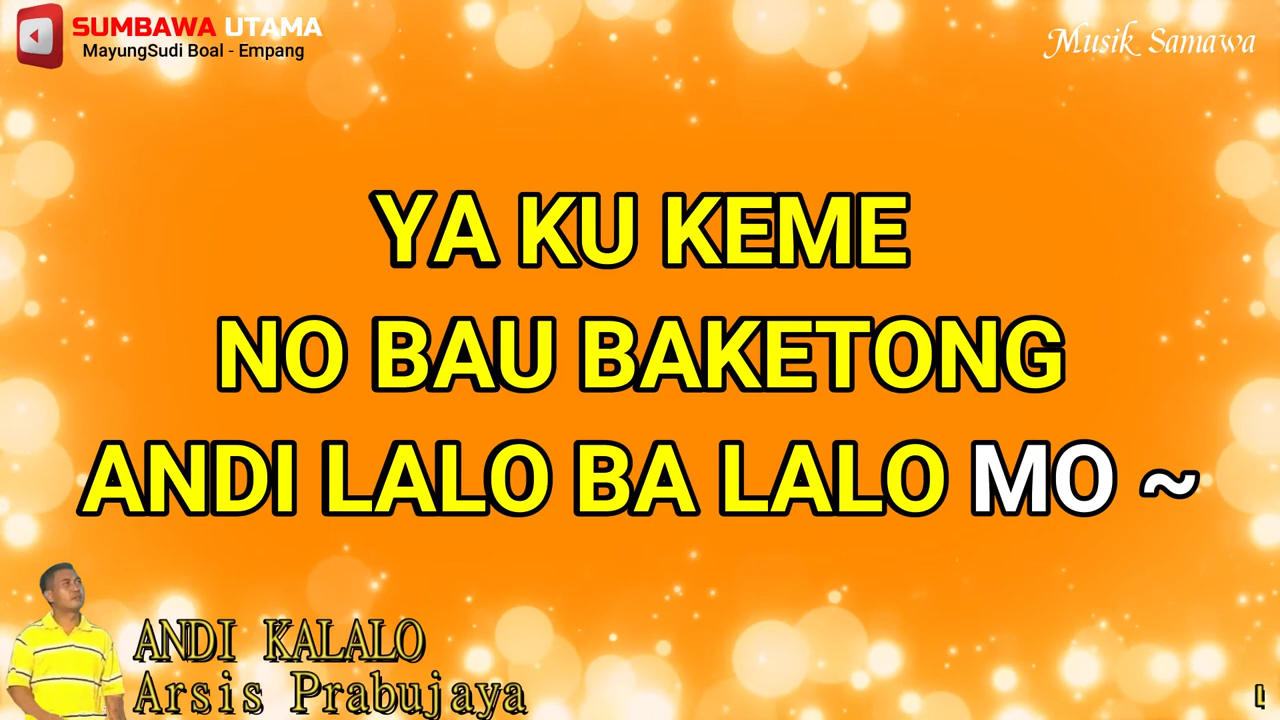 SUMBAWA UTAMA
MayungSudi Boal - Empang
Musik Samawa
YA KU KEME
NO BAU BAKETONG
ANDI LALO BA LALO MO ~
ANDI KALALO
Arsis Prabujaya